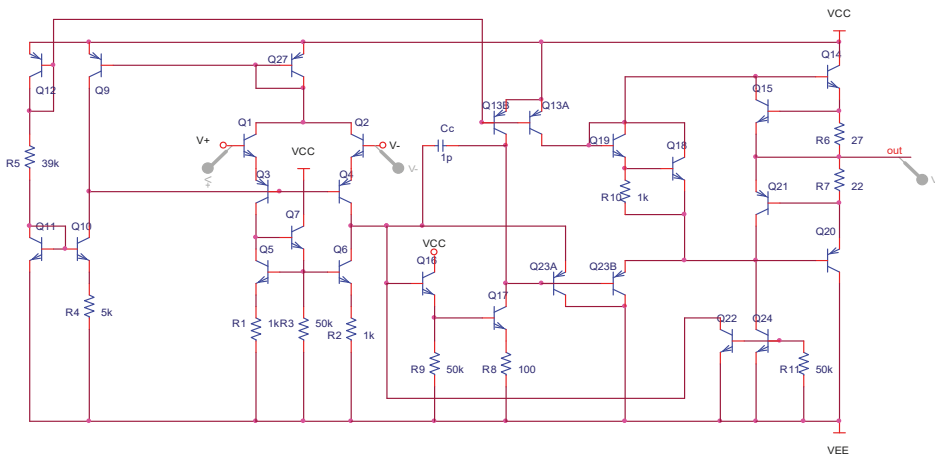 VCC
Q14
Q12
Q9
Q27
Q13B
Q13A
Q15
Q1
Q2
Cc
1p
V+
V-
V+
V-
VCC
Q19
Q18
R6 27
out
V
R5 39k
Q3
Q4
R10 1k
Q21
R7 22
Q11
Q10
Q7
Q5
Q6
VCC
Q16
Q23A
Q23B
Q20
R4 5k
R1 1k
R3 50k
R2 1k
Q17
Q22
Q24
R9 50k
R8 100
R11 50k
VEE